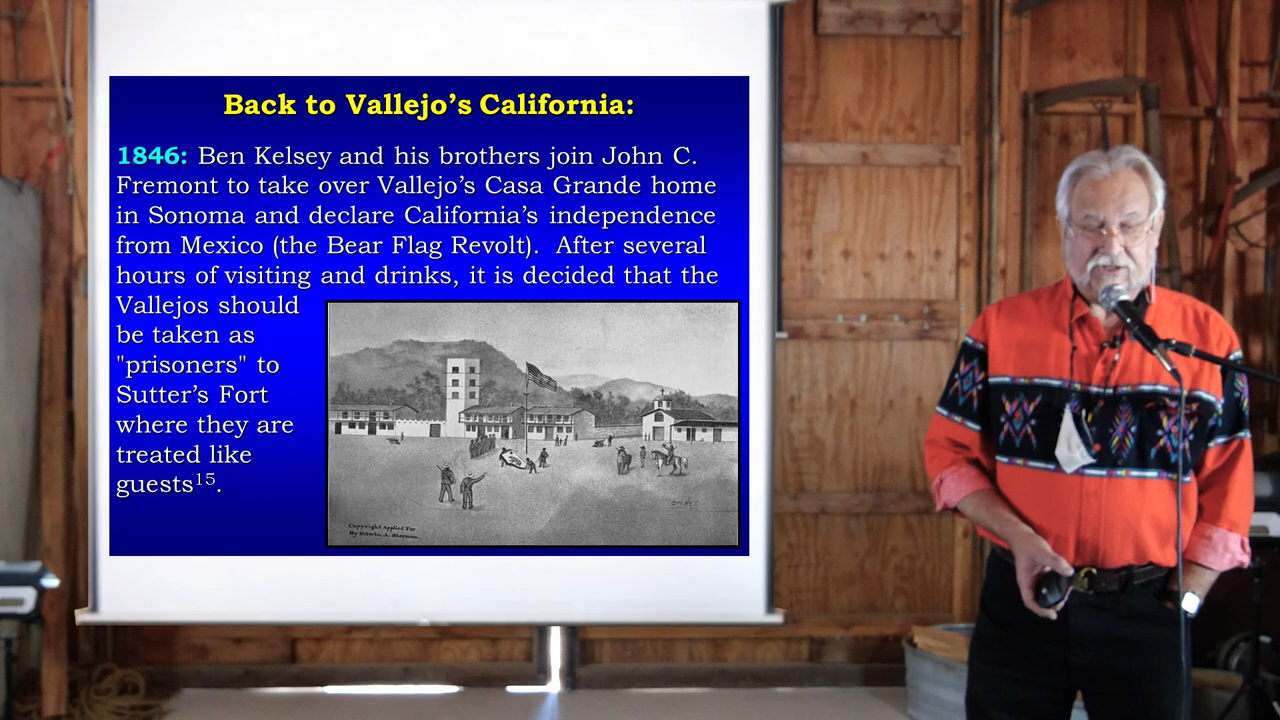 Back to Vallejo’s California:
1846: Ben Kelsey and his brothers join John C.
Fremont to take over Vallejo’s Casa Grande home
in Sonoma and declare California’s independence
from Mexico (the Bear Flag Revolt).  After several
hours of visiting and drinks, it is decided that the
Vallejos should
be taken as
"prisoners" to
Sutter’s Fort
where they are
treated like
guests¹⁵.
Copyright Applied For
By Edwin A. Sherman